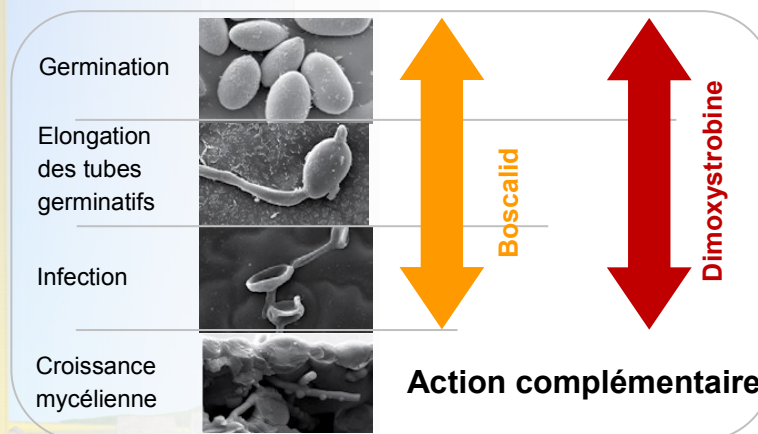 Germination
Elongation
des tubes
germinatifs
Infection
Croissance
mycélienne
Boscalid
Dimoxystrobine
Action complémentaire